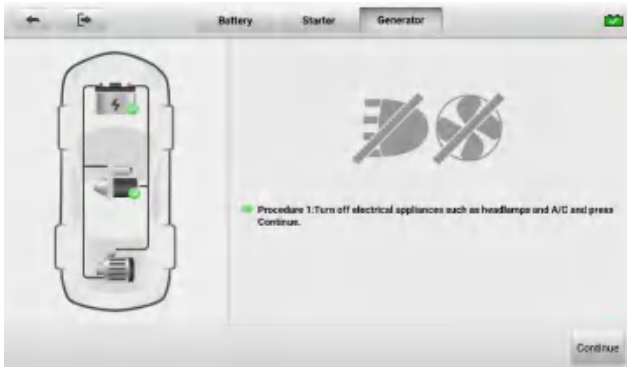 Battery Starter Generator
Procedure 1:Turn off electrical appliances such as headlamps and A/C and press
Continue.
Continue